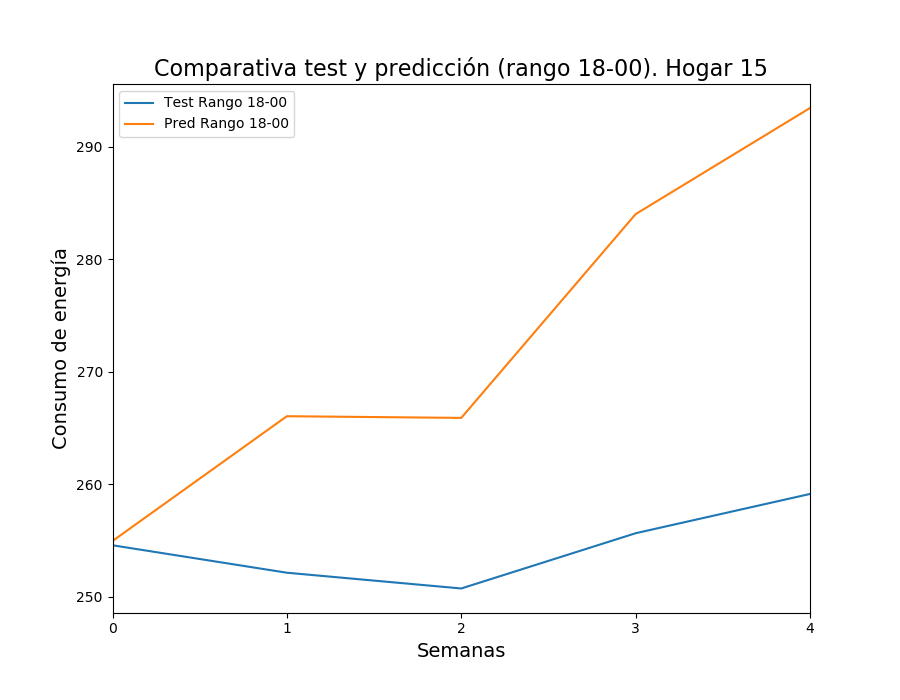 Comparativa test y predicción (rango 18-00). Hogar 15
Test Rango 18-00
Pred Rango 18-00
Consumo de energía
290
280
270
260
250
0 1 2 3 4
Semanas